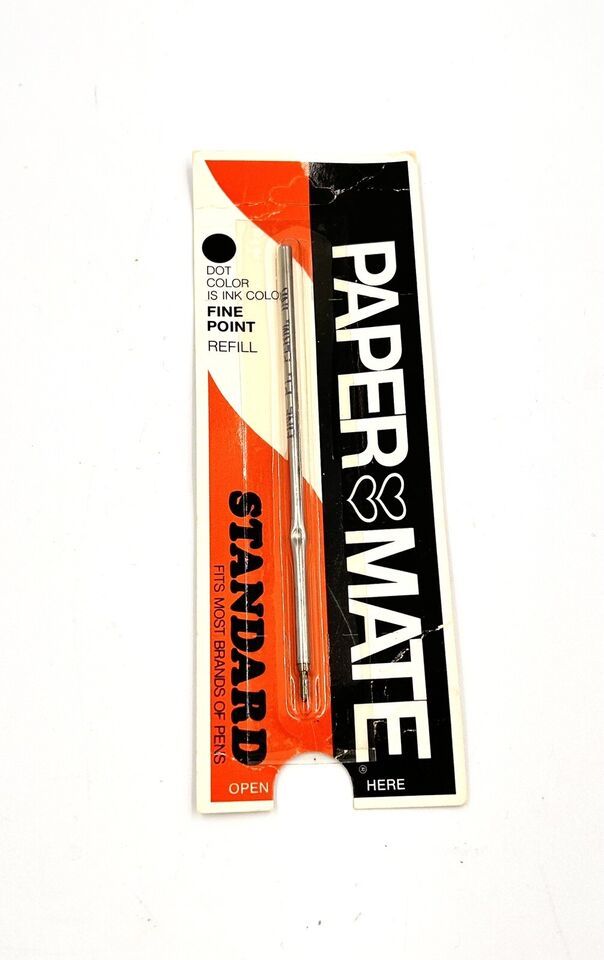 DOT
COLOR
IS INK COLOR
FINE
POINT
REFILL
PAPER MATE
®
STANDARD
FITS MOST BRANDS OF PENS
OPEN HERE